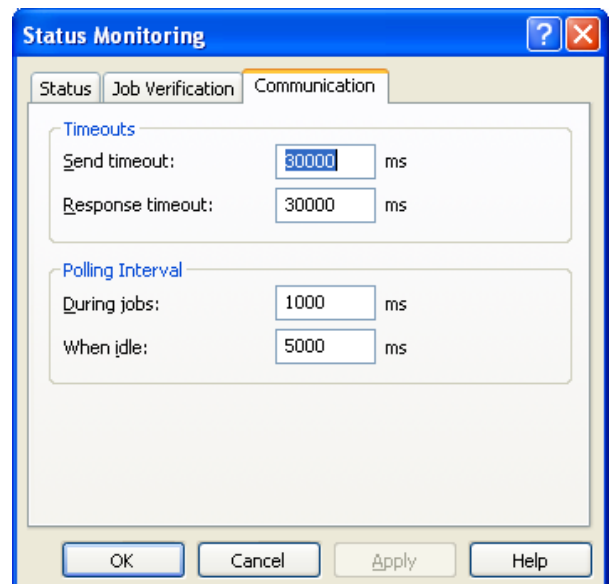 Status Monitoring
Status Job Verification Communication
Timeouts
Send timeout: 30000 ms
Response timeout: 30000 ms
Polling Interval
During jobs: 1000 ms
When idle: 5000 ms
OK Cancel Apply Help